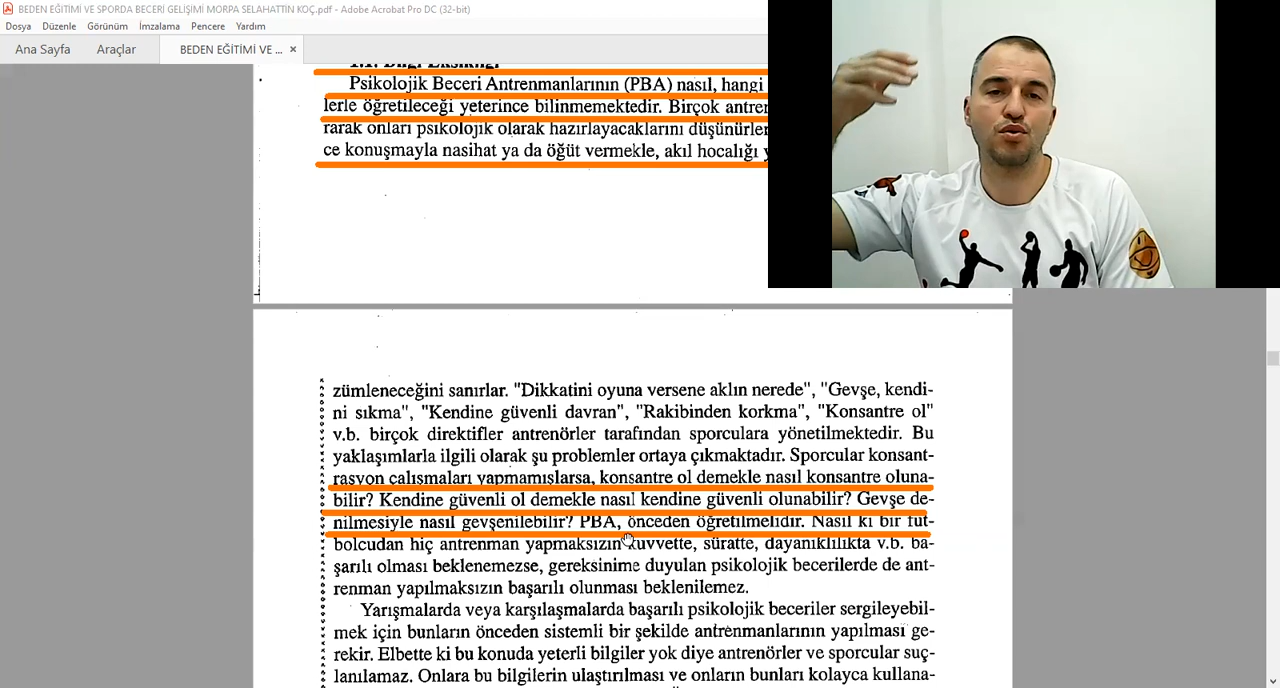 BEDEN EĞİTİMİ VE SPORDA BECERİ GELİŞİMİ MORPA SELAHATTİN KOÇ.pdf - Adobe Acrobat Pro DC (32-bit)
Dosya Düzenle Görünüm İmzalama Pencere Yardım
Ana Sayfa Araçlar BEDEN EĞİTİMİ VE ... ×
1.1. Bilgi Eksikliği
Psikolojik Beceri Antrenmanlarının (PBA) nasıl, hangi
lerle öğretileceği yeterince bilinmemektedir. Birçok antren
rarak onları psikolojik olarak hazırlayacaklarını düşünürler
ce konuşmayla nasihat ya da öğüt vermekle, akıl hocalığı y
zümleneceğini sanırlar. "Dikkatini oyuna versene aklın nerede", "Gevşe, kendi-
ni sıkma", "Kendine güvenli davran", "Rakibinden korkma", "Konsantre ol"
v.b. birçok direktifler antrenörler tarafından sporculara yönetilmektedir. Bu
yaklaşımlarla ilgili olarak şu problemler ortaya çıkmaktadır. Sporcular konsant-
rasyon çalışmaları yapmamışlarsa, konsantre ol demekle nasıl konsantre oluna-
bilir? Kendine güvenli ol demekle nasıl kendine güvenli olunabilir? Gevşe de-
nilmesiyle nasıl gevşenilebilir? PBA, önceden öğretilmelidir. Nasıl ki bir fut-
bolcudan hiç antrenman yapmaksızın kuvvette, süratte, dayanıklılıkta v.b. ba-
şarılı olması beklenemezse, gereksinime duyulan psikolojik becerilerde de ant-
renman yapılmaksızın başarılı olunması beklenilemez.
Yarışmalarda veya karşılaşmalarda başarılı psikolojik beceriler sergileyebil-
mek için bunların önceden sistemli bir şekilde antrenmanlarının yapılması ge-
rekir. Elbette ki bu konuda yeterli bilgiler yok diye antrenörler ve sporcular suç-
lanılamaz. Onlara bu bilgilerin ulaştırılması ve onların bunları kolayca kullana-